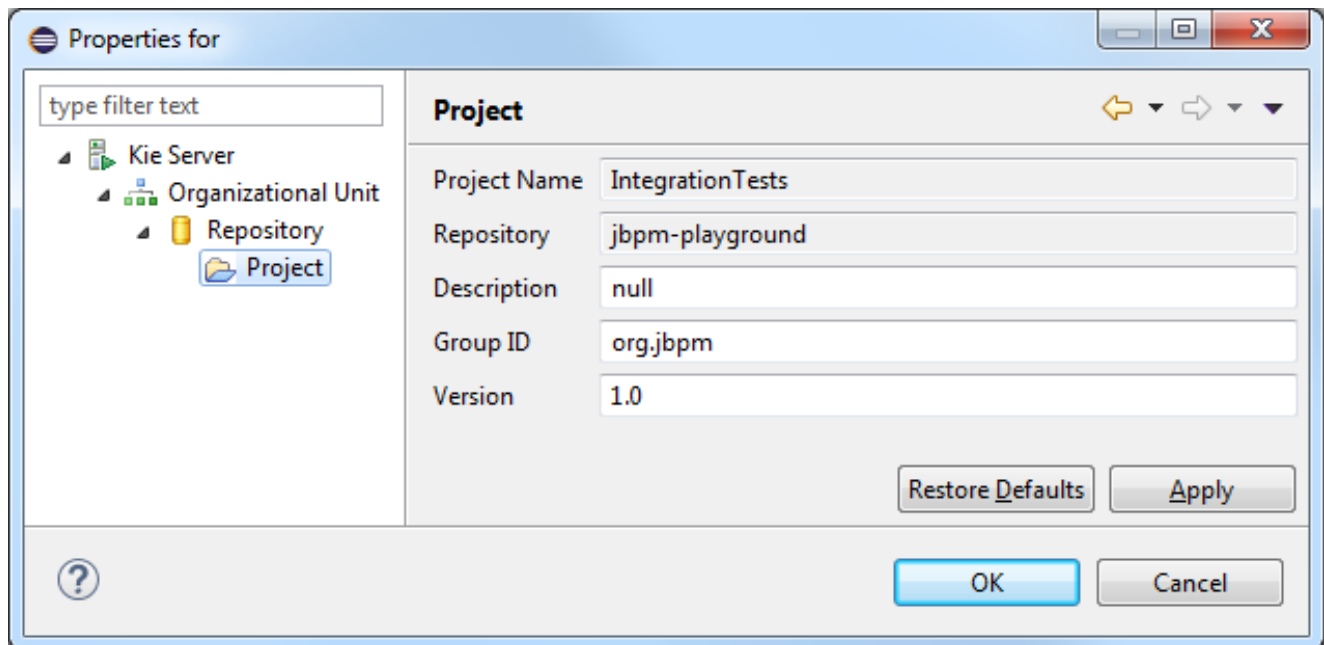 Properties for
type filter text
Kie Server
Organizational Unit
Repository
Project
Project
Project Name IntegrationTests
Repository jbpm-playground
Description null
Group ID org.jbpm
Version 1.0
Restore Defaults Apply
? OK Cancel